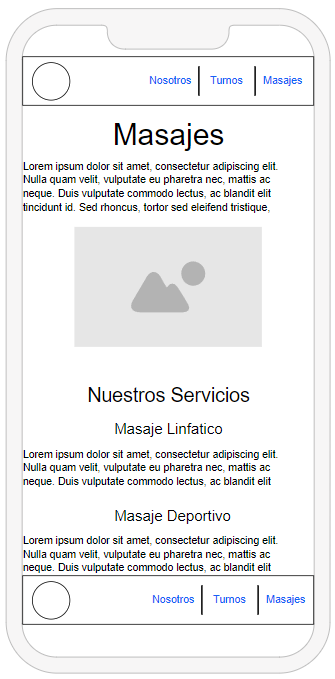 Nosotros Turnos Masajes
Masajes
Lorem ipsum dolor sit amet, consectetur adipiscing elit.
Nulla quam velit, vulputate eu pharetra nec, mattis ac
neque. Duis vulputate commodo lectus, ac blandit elit
tincidunt id. Sed rhoncus, tortor sed eleifend tristique,
Nuestros Servicios
Masaje Linfatico
Lorem ipsum dolor sit amet, consectetur adipiscing elit.
Nulla quam velit, vulputate eu pharetra nec, mattis ac
neque. Duis vulputate commodo lectus, ac blandit elit
Masaje Deportivo
Lorem ipsum dolor sit amet, consectetur adipiscing elit.
Nulla quam velit, vulputate eu pharetra nec, mattis ac
neque. Duis vulputate commodo lectus, ac blandit elit
Nosotros Turnos Masajes